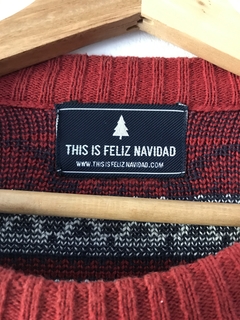 THIS IS FELIZ NAVIDAD
WWW.THISISFELIZNAVIDAD.COM